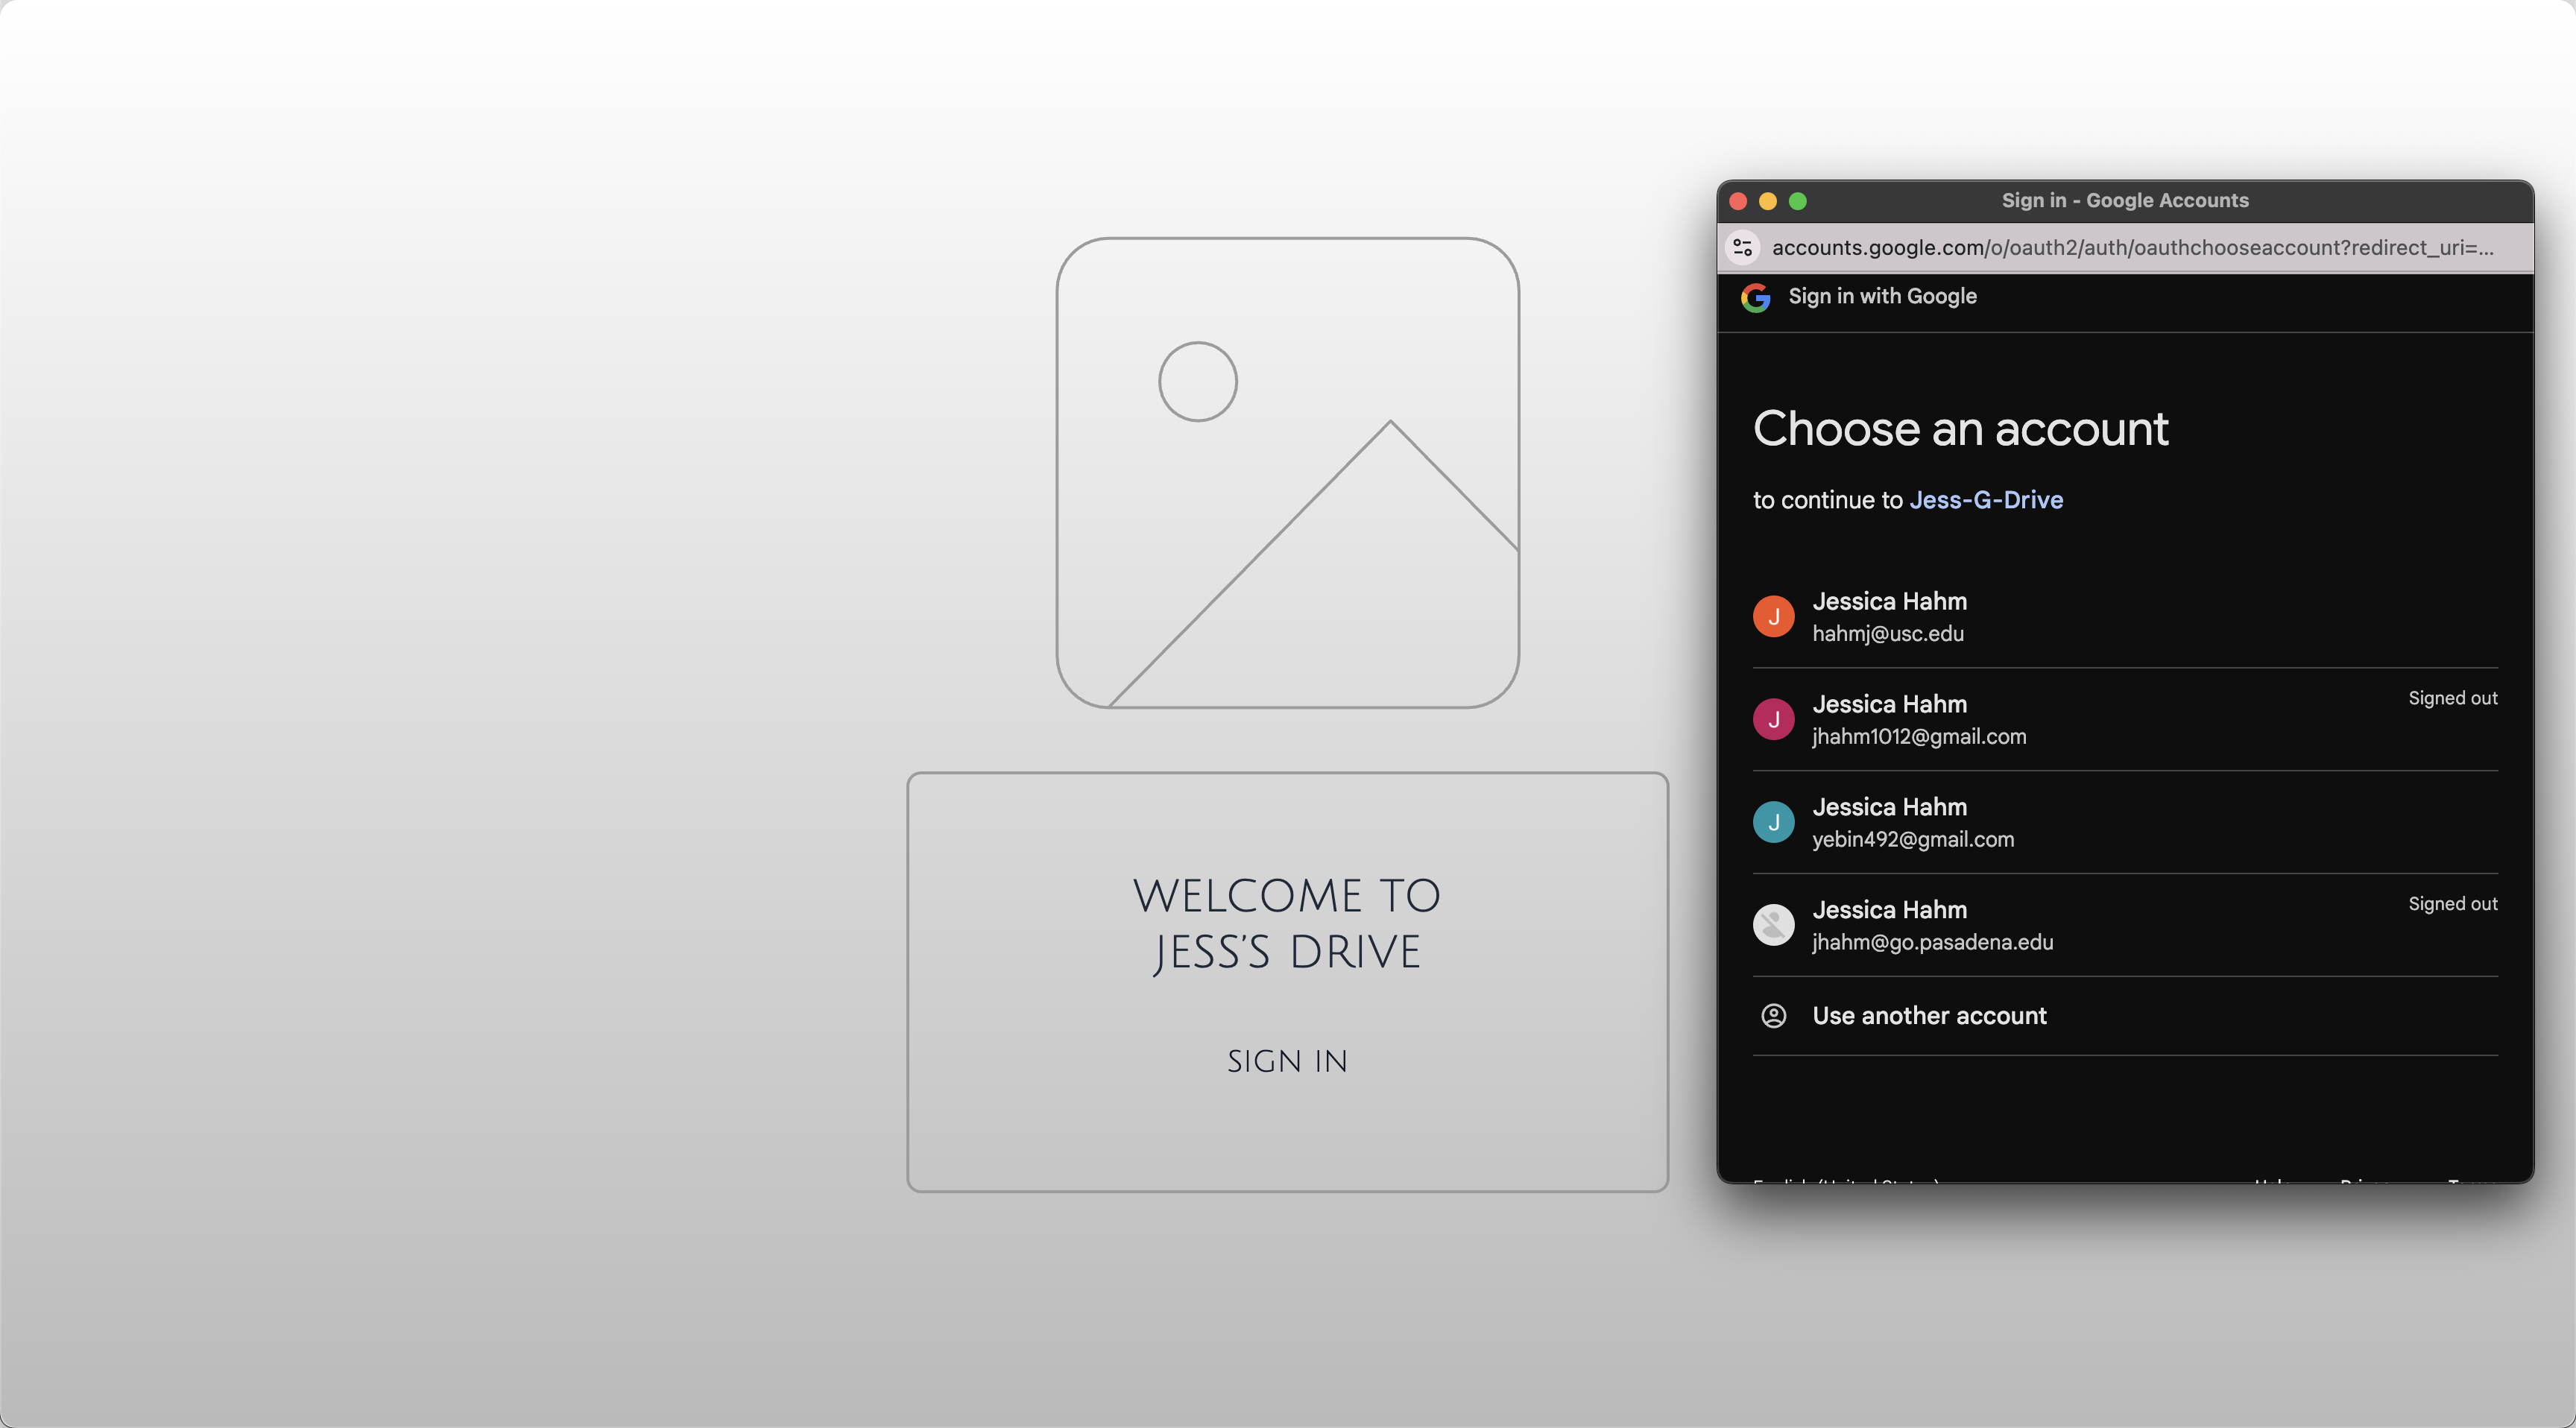 WELCOME TO
JESS'S DRIVE
SIGN IN
Sign in - Google Accounts
accounts.google.com/o/oauth2/auth/oauthchooseaccount?redirect_uri=...
Sign in with Google
Choose an account
to continue to Jess-G-Drive
J
Jessica Hahm
hahmj@usc.edu
J
Jessica Hahm
Signed out
jhahm1012@gmail.com
J
Jessica Hahm
yebin492@gmail.com
Jessica Hahm
Signed out
jhahm@go.pasadena.edu
Use another account